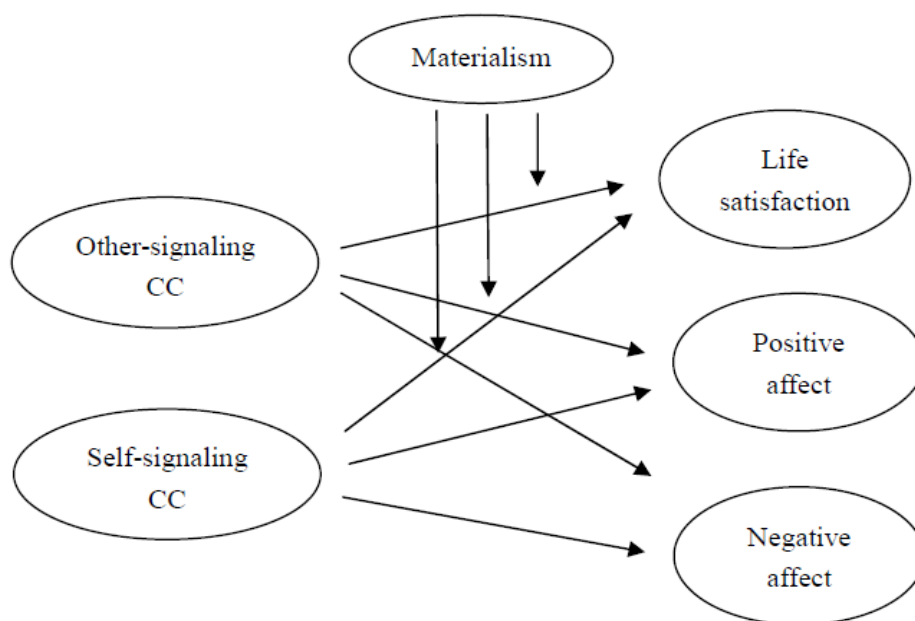 Materialism
Life
satisfaction
Other-signaling
CC
Positive
affect
Self-signaling
CC
Negative
affect